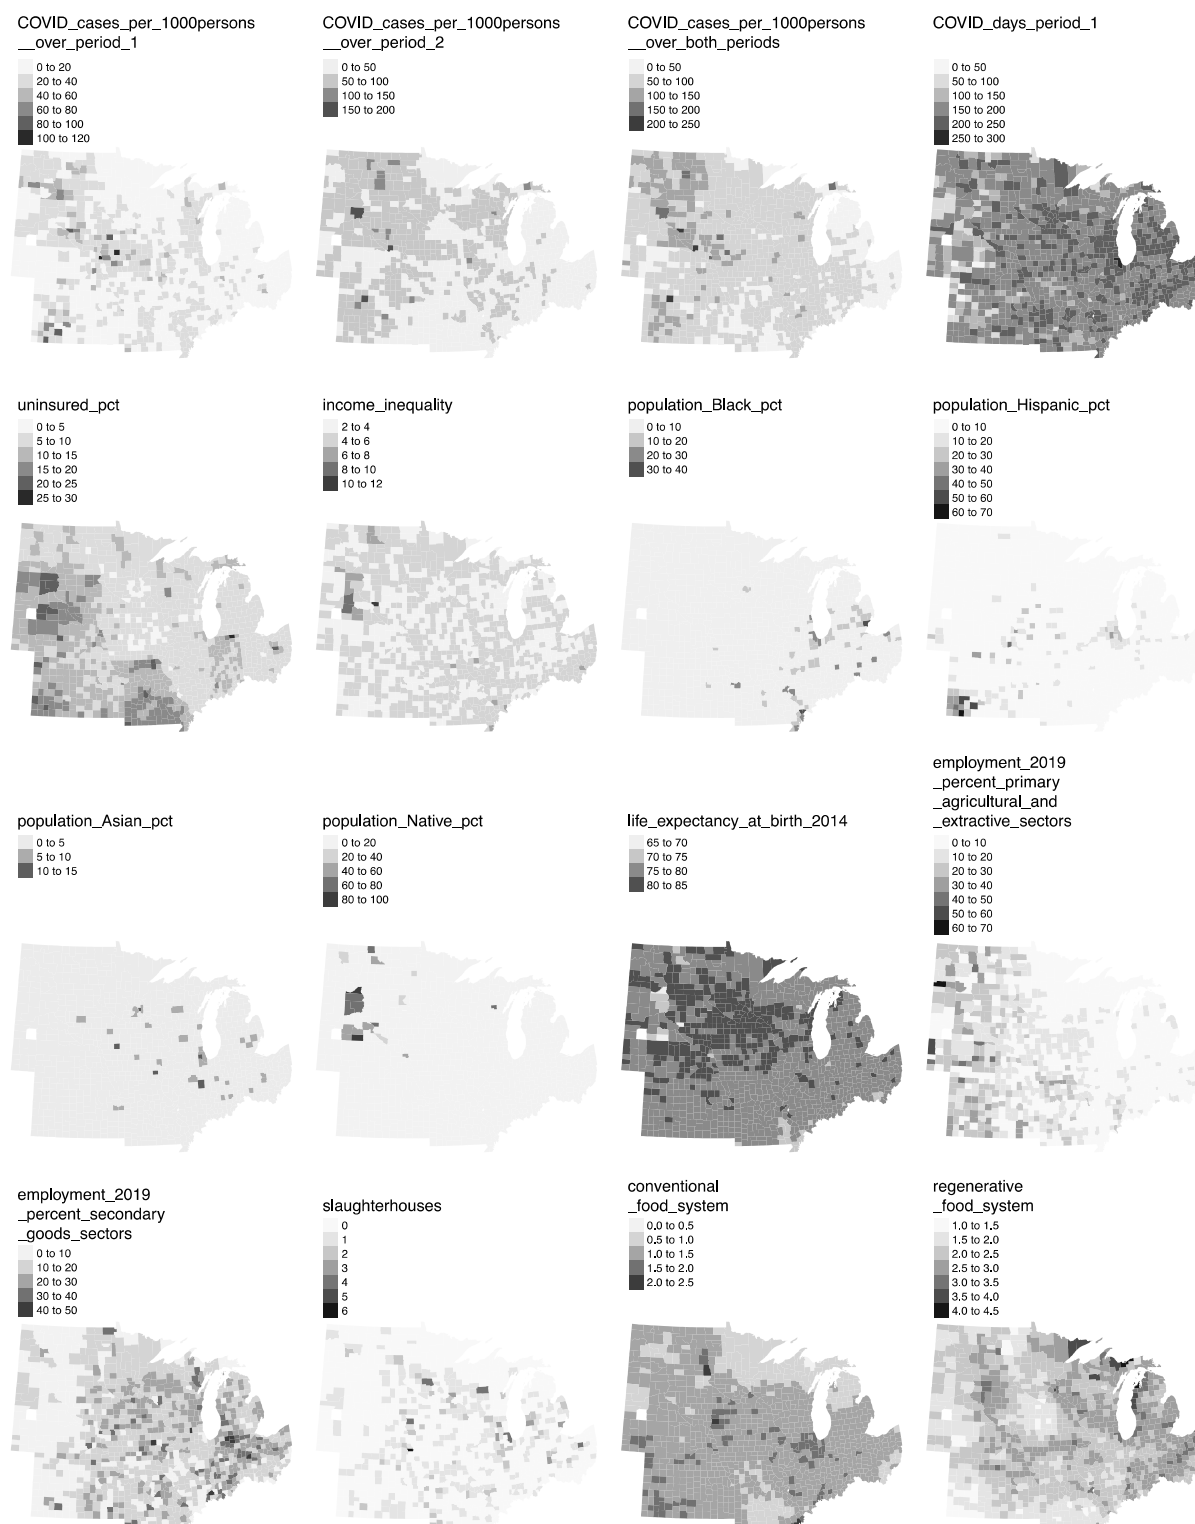 COVID_cases_per_1000persons
__over_period_1
0 to 20
20 to 40
40 to 60
60 to 80
80 to 100
100 to 120
COVID_cases_per_1000persons
__over_period_2
0 to 50
50 to 100
100 to 150
150 to 200
COVID_cases_per_1000persons
__over_both_periods
0 to 50
50 to 100
100 to 150
150 to 200
200 to 250
COVID_days_period_1
0 to 50
50 to 100
100 to 150
150 to 200
200 to 250
250 to 300
uninsured_pct
0 to 5
5 to 10
10 to 15
15 to 20
20 to 25
25 to 30
income_inequality
2 to 4
4 to 6
6 to 8
8 to 10
10 to 12
population_Black_pct
0 to 10
10 to 20
20 to 30
30 to 40
population_Hispanic_pct
0 to 10
10 to 20
20 to 30
30 to 40
40 to 50
50 to 60
60 to 70
population_Asian_pct
0 to 5
5 to 10
10 to 15
population_Native_pct
0 to 20
20 to 40
40 to 60
60 to 80
80 to 100
life_expectancy_at_birth_2014
65 to 70
70 to 75
75 to 80
80 to 85
employment_2019
_percent_primary
_agricultural_and
_extractive_sectors
0 to 10
10 to 20
20 to 30
30 to 40
40 to 50
50 to 60
60 to 70
employment_2019
_percent_secondary
_goods_sectors
0 to 10
10 to 20
20 to 30
30 to 40
40 to 50
slaughterhouses
0
1
2
3
4
5
6
conventional
_food_system
0.0 to 0.5
0.5 to 1.0
1.0 to 1.5
1.5 to 2.0
2.0 to 2.5
regenerative
_food_system
1.0 to 1.5
1.5 to 2.0
2.0 to 2.5
2.5 to 3.0
3.0 to 3.5
3.5 to 4.0
4.0 to 4.5